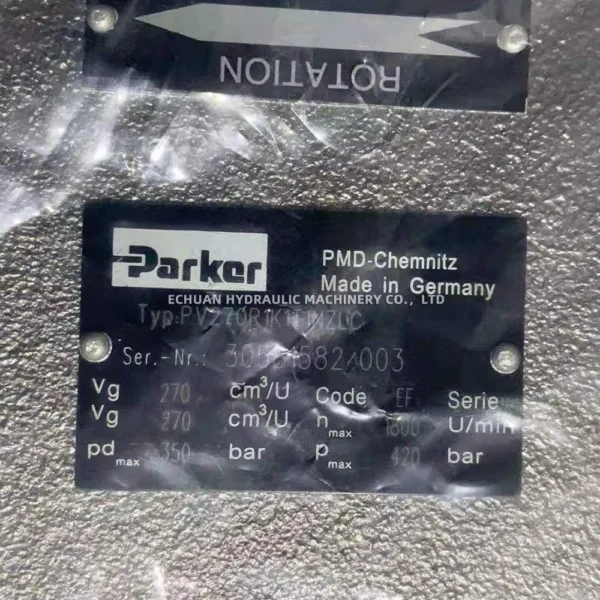 ROTATION
Parker
PMD-Chemnitz
Made in Germany
ECHUAN HYDRAULIC MACHINERY CO., LTD
Typ:
Ser.-Nr.:
Vg 270 cm³/U Code EF Serie
Vg 270 cm³/U n max 1800 U/min
pd max 350 bar p max 420 bar